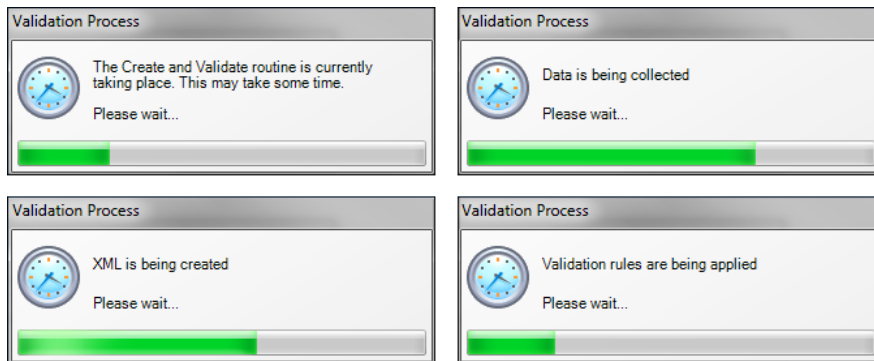 Validation Process
The Create and Validate routine is currently
taking place. This may take some time.
Please wait...
Validation Process
Data is being collected
Please wait...
Validation Process
XML is being created
Please wait...
Validation Process
Validation rules are being applied
Please wait...